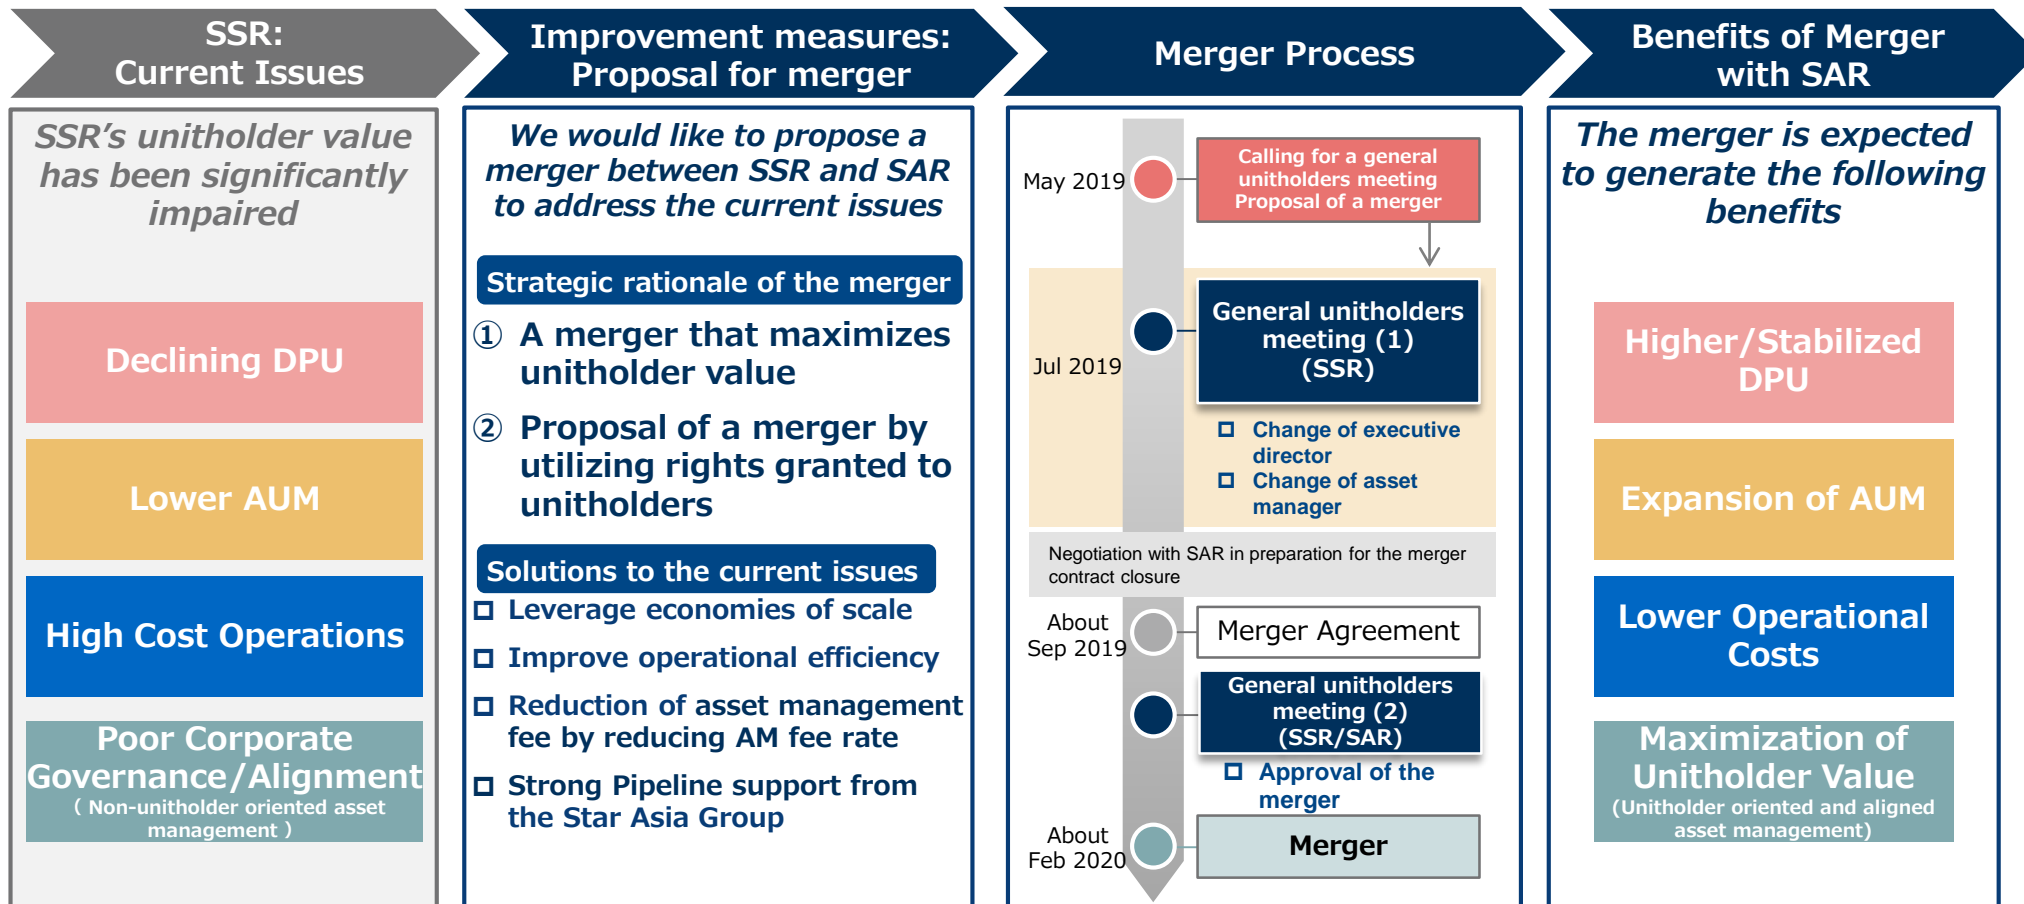 SSR:
Current Issues
SSR's unitholder value
has been significantly
impaired
Declining DPU
Lower AUM
High Cost Operations
Poor Corporate
Governance/Alignment
( Non-unitholder oriented asset
management )
Improvement measures:
Proposal for merger
We would like to propose a
merger between SSR and SAR
to address the current issues
Strategic rationale of the merger
① A merger that maximizes
unitholder value
② Proposal of a merger by
utilizing rights granted to
unitholders
Solutions to the current issues
Leverage economies of scale
Improve operational efficiency
Reduction of asset management
fee by reducing AM fee rate
Strong Pipeline support from
the Star Asia Group
Merger Process
May 2019
Calling for a general
unitholders meeting
Proposal of a merger
Jul 2019
General unitholders
meeting (1)
(SSR)
Change of executive
director
Change of asset
manager
Negotiation with SAR in preparation for the merger
contract closure
About
Sep 2019
Merger Agreement
General unitholders
meeting (2)
(SSR/SAR)
Approval of the
merger
About
Feb 2020
Merger
Benefits of Merger
with SAR
The merger is expected
to generate the following
benefits
Higher/Stabilized
DPU
Expansion of AUM
Lower Operational
Costs
Maximization of
Unitholder Value
(Unitholder oriented and aligned
asset management)